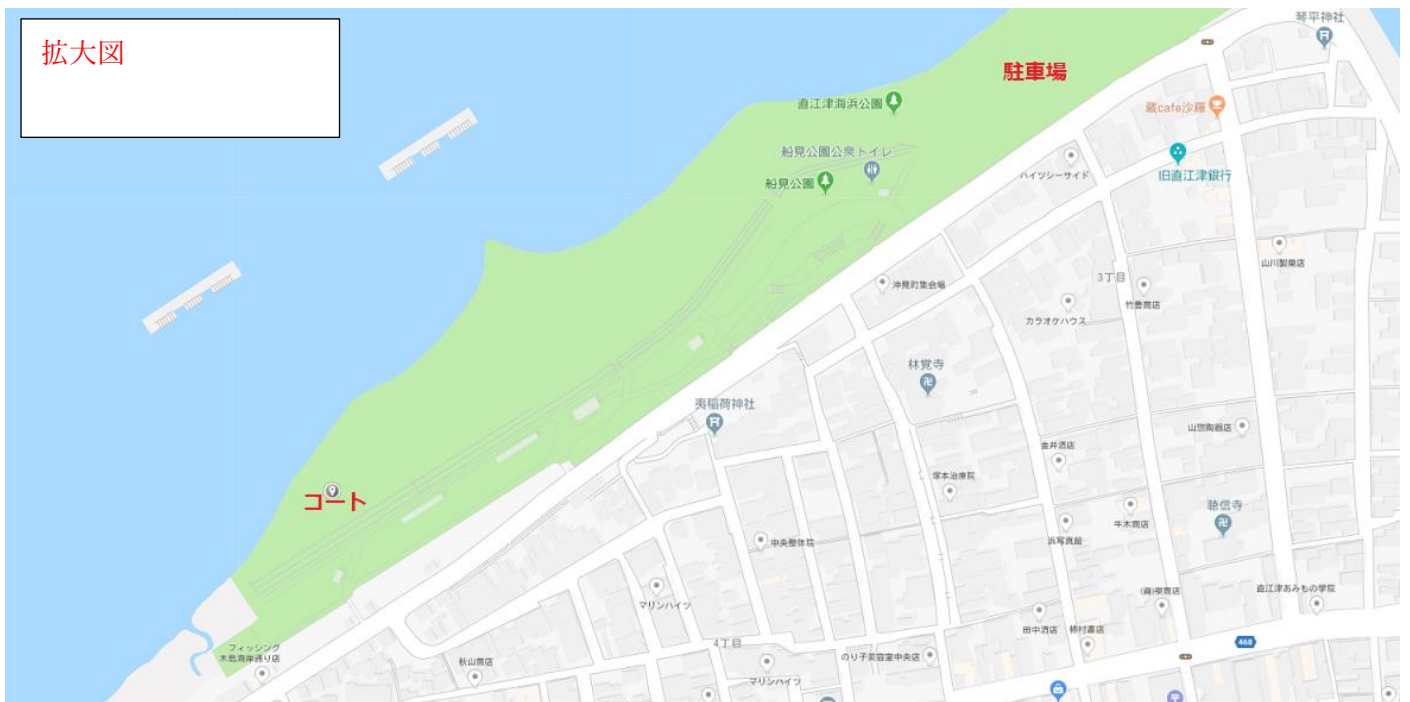 拡大図
琴平神社
駐車場
直江津海浜公園
蔵cafe沙羅
船見公園公衆トイレ
船見公園
ハイツシーサイド
旧直江津銀行
山川製菓店
3丁目
沖見町集会場
竹豊商店
カラオケハウス
林覚寺
夷稲荷神社
山惣陶器店
金井酒店
塚本治療院
コート
聴信寺
牛木商店
浜写真館
中央整体院
直江津あみもの学院
マリンハイツ
田中酒店
468
4丁目
フィッシング
のり子美容室中央店
秋山商店
マリンハイツ